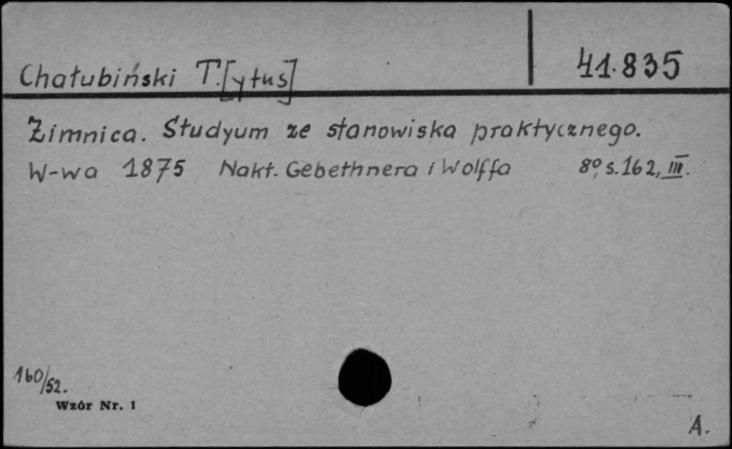 Chałubiński T.[ytus] 41.835
Zimnica. Studyum ze stanowiska praktycznego.
W-wa 1875 Nakł. Gebethnera i Wolffa 8º, s. 162, III.
160/52.
Wzór Nr. 1
A.